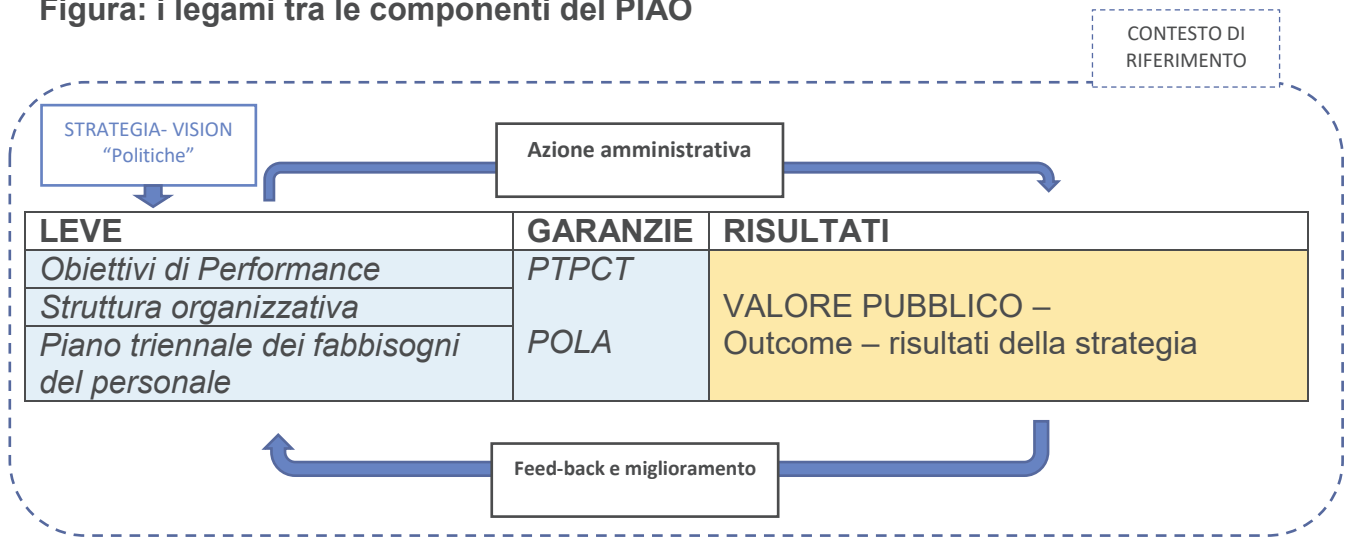 Figura: i legami tra le componenti del PIAO
CONTESTO DI
RIFERIMENTO
STRATEGIA- VISION
“Politiche”
Azione amministrativa
LEVE
GARANZIE
RISULTATI
Obiettivi di Performance
Struttura organizzativa
Piano triennale dei fabbisogni
del personale
PTPCT
POLA
VALORE PUBBLICO –
Outcome – risultati della strategia
Feed-back e miglioramento